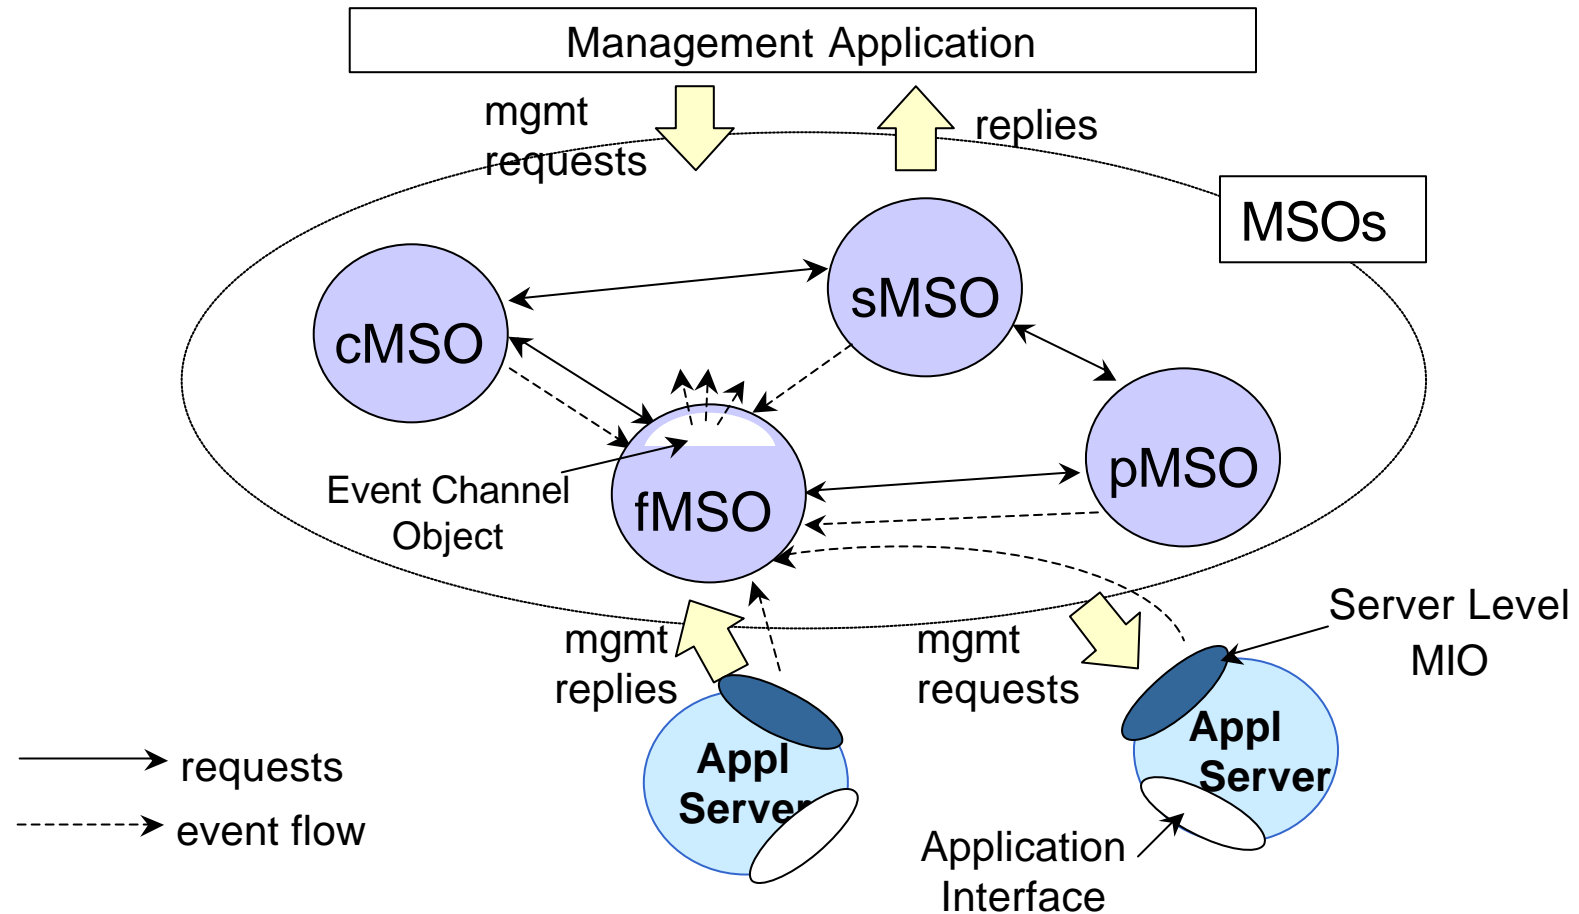 Management Application
mgmt
requests
replies
MSOs
sMSO
cMSO
pMSO
Event Channel
Object
fMSO
mgmt
replies
mgmt
requests
Server Level
MIO
Appl
Server
Appl
Server
requests
event flow
Application
Interface